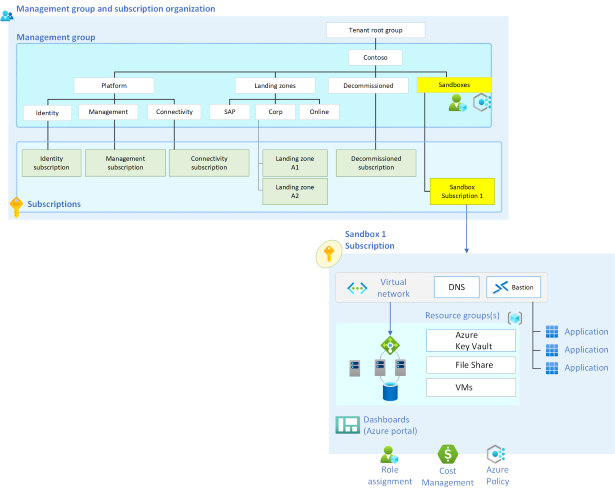 Management group and subscription organization
Management group
Tenant root group
Contoso
Platform
Landing zones
Decommissioned
Sandboxes
Identity
Management
Connectivity
SAP
Corp
Online
Identity
subscription
Management
subscription
Connectivity
subscription
Landing zone
A1
Decommissioned
subscription
Landing zone
A2
Sandbox
Subscription 1
Subscriptions
Sandbox 1
Subscription
Virtual
network
DNS
Bastion
Resource groups(s)
Azure
Key Vault
File Share
VMs
Application
Application
Application
Dashboards
(Azure portal)
Role
assignment
Cost
Management
Azure
Policy